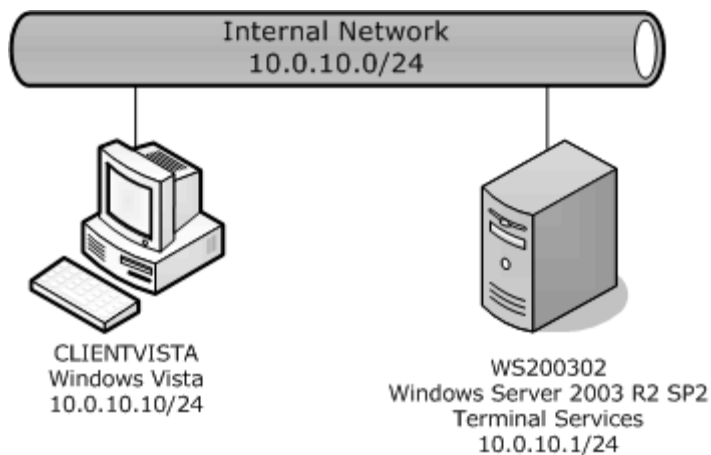 Internal Network
10.0.10.0/24
CLIENTVISTA
Windows Vista
10.0.10.10/24
WS200302
Windows Server 2003 R2 SP2
Terminal Services
10.0.10.1/24